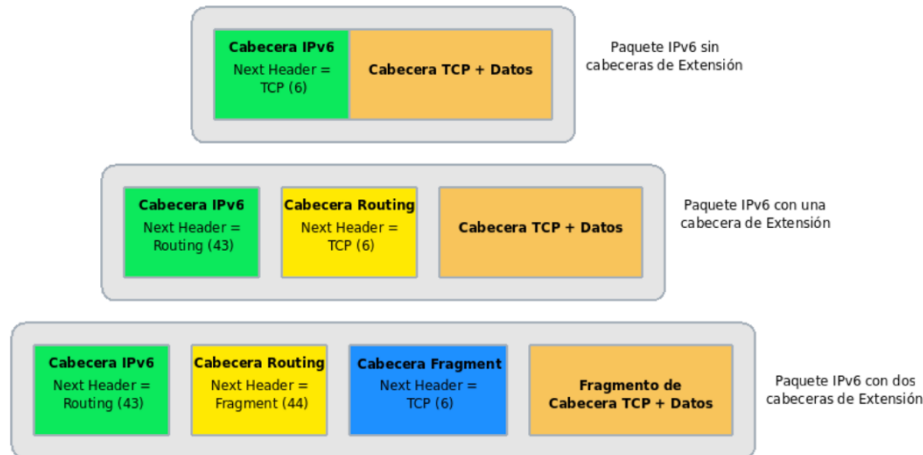 Cabecera IPv6
Next Header =
TCP (6)
Cabecera TCP + Datos
Paquete IPv6 sin
cabeceras de Extensión
Cabecera IPv6
Next Header =
Routing (43)
Cabecera Routing
Next Header =
TCP (6)
Cabecera TCP + Datos
Paquete IPv6 con una
cabecera de Extensión
Cabecera IPv6
Next Header =
Routing (43)
Cabecera Routing
Next Header =
Fragment (44)
Cabecera Fragment
Next Header =
TCP (6)
Fragmento de
Cabecera TCP + Datos
Paquete IPv6 con dos
cabeceras de Extensión